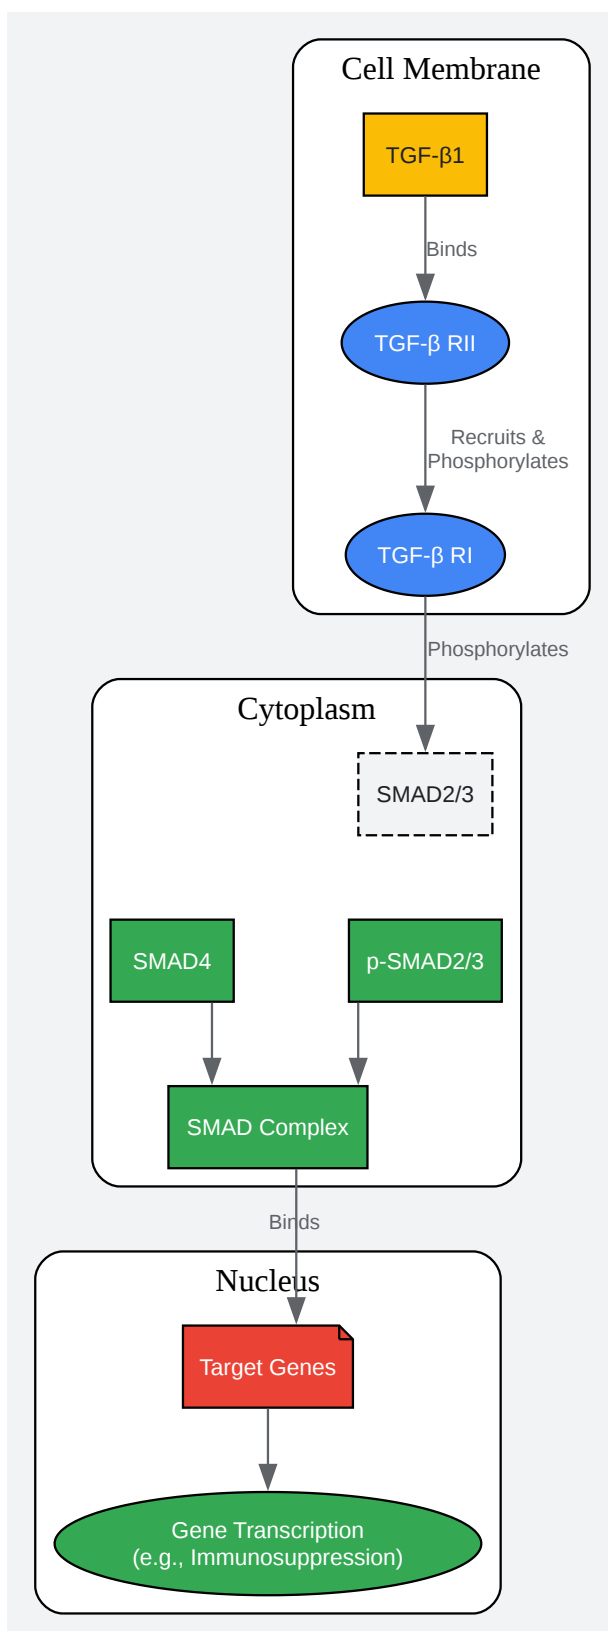 Cell Membrane
TGF-β1
Binds
TGF-β RII
Recruits &
Phosphorylates
TGF-β RI
Phosphorylates
Cytoplasm
SMAD2/3
SMAD4
p-SMAD2/3
SMAD Complex
Binds
Nucleus
Target Genes
Gene Transcription
(e.g., Immunosuppression)